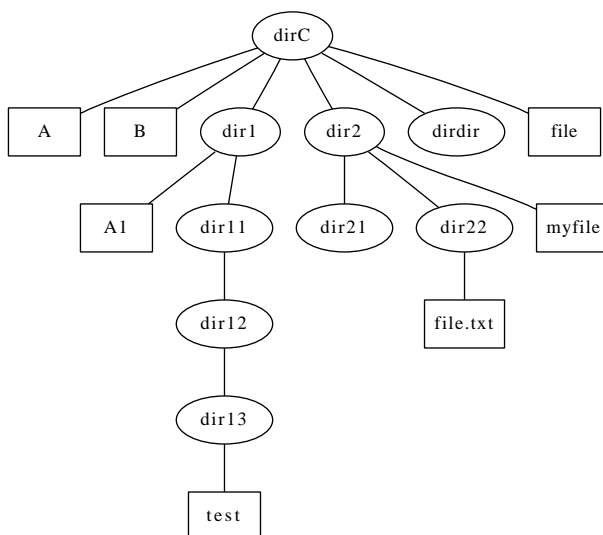 dirC
A B dir1 dir2 dirdir file
A1 dir11 dir21 dir22 myfile
dir12 file.txt
dir13
test